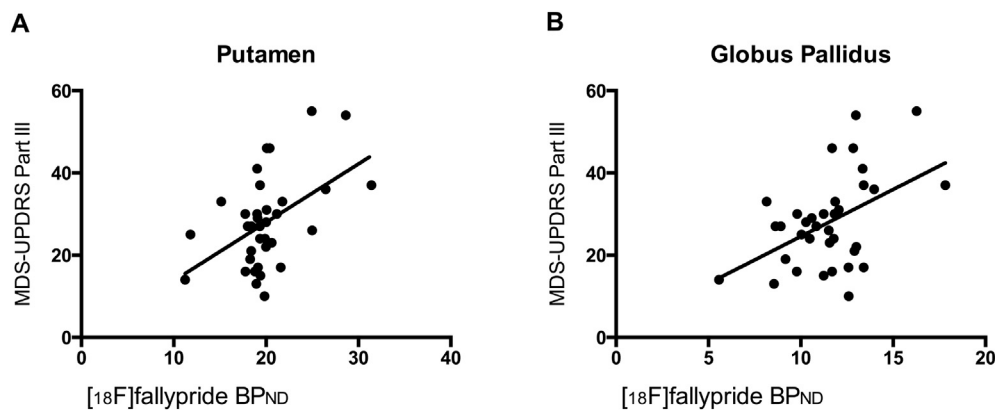 A
Putamen
MDS-UPDRS Part III
60
40
20
0
0 10 20 30 40
[18F]fallypride BPND
B
Globus Pallidus
MDS-UPDRS Part III
60
40
20
0
0 5 10 15 20
[18F]fallypride BPND